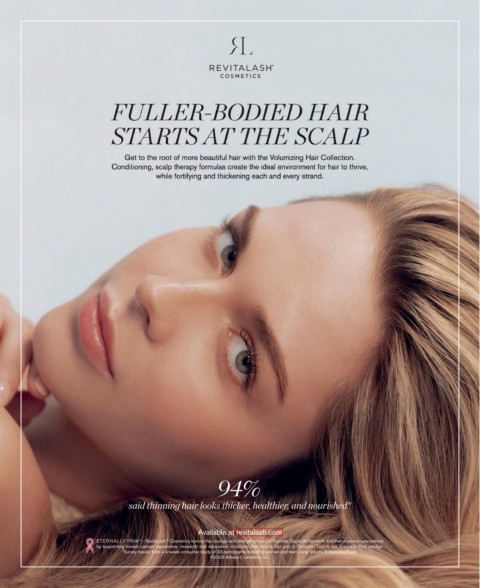 RL
REVITALASH®
COSMETICS
FULLER-BODIED HAIR
STARTS AT THE SCALP
Get to the root of more beautiful hair with the Volumizing Hair Collection.
Conditioning, scalp therapy formulas create the ideal environment for hair to thrive,
while fortifying and thickening each and every strand.
94%
said thinning hair looks thicker, healthier, and nourished*
Available at revitalash.com
ETERNALLY PINK